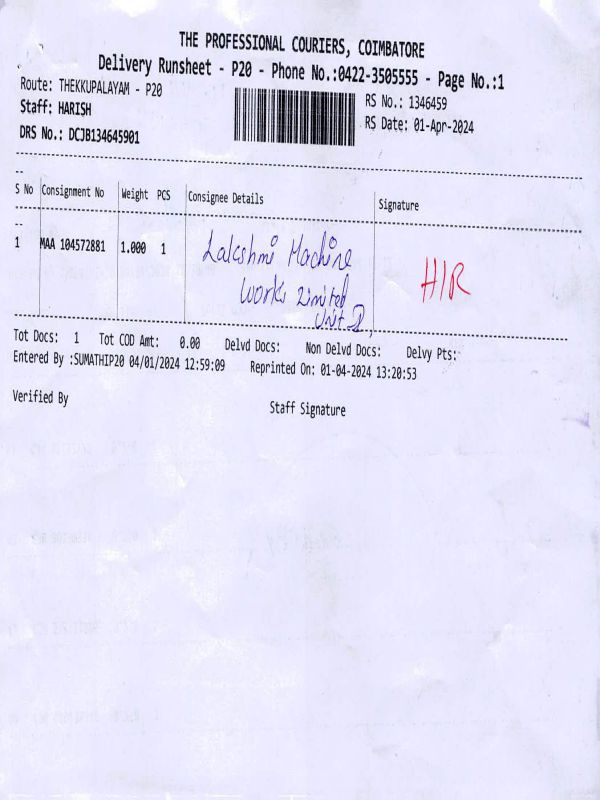 THE PROFESSIONAL COURIERS, COIMBATORE
Delivery Runsheet - P20 - Phone No.:0422-3505555 - Page No.:1
Route: THEKKUPALAYAM - P20
RS No.: 1346459
Staff: HARISH
RS Date: 01-Apr-2024
DRS No.: DCJB134645901
S No Consignment No Weight PCS Consignee Details Signature
1 MAA 104572881 1.000 1 Lakshmi Machine
Works Limited
Unit 2
HIR
Tot Docs: 1 Tot COD Amt: 0.00 Delvd Docs: Non Delvd Docs: Delvy Pts:
Entered By :SUMATHIP20 04/01/2024 12:59:09 Reprinted On: 01-04-2024 13:20:53
Verified By Staff Signature